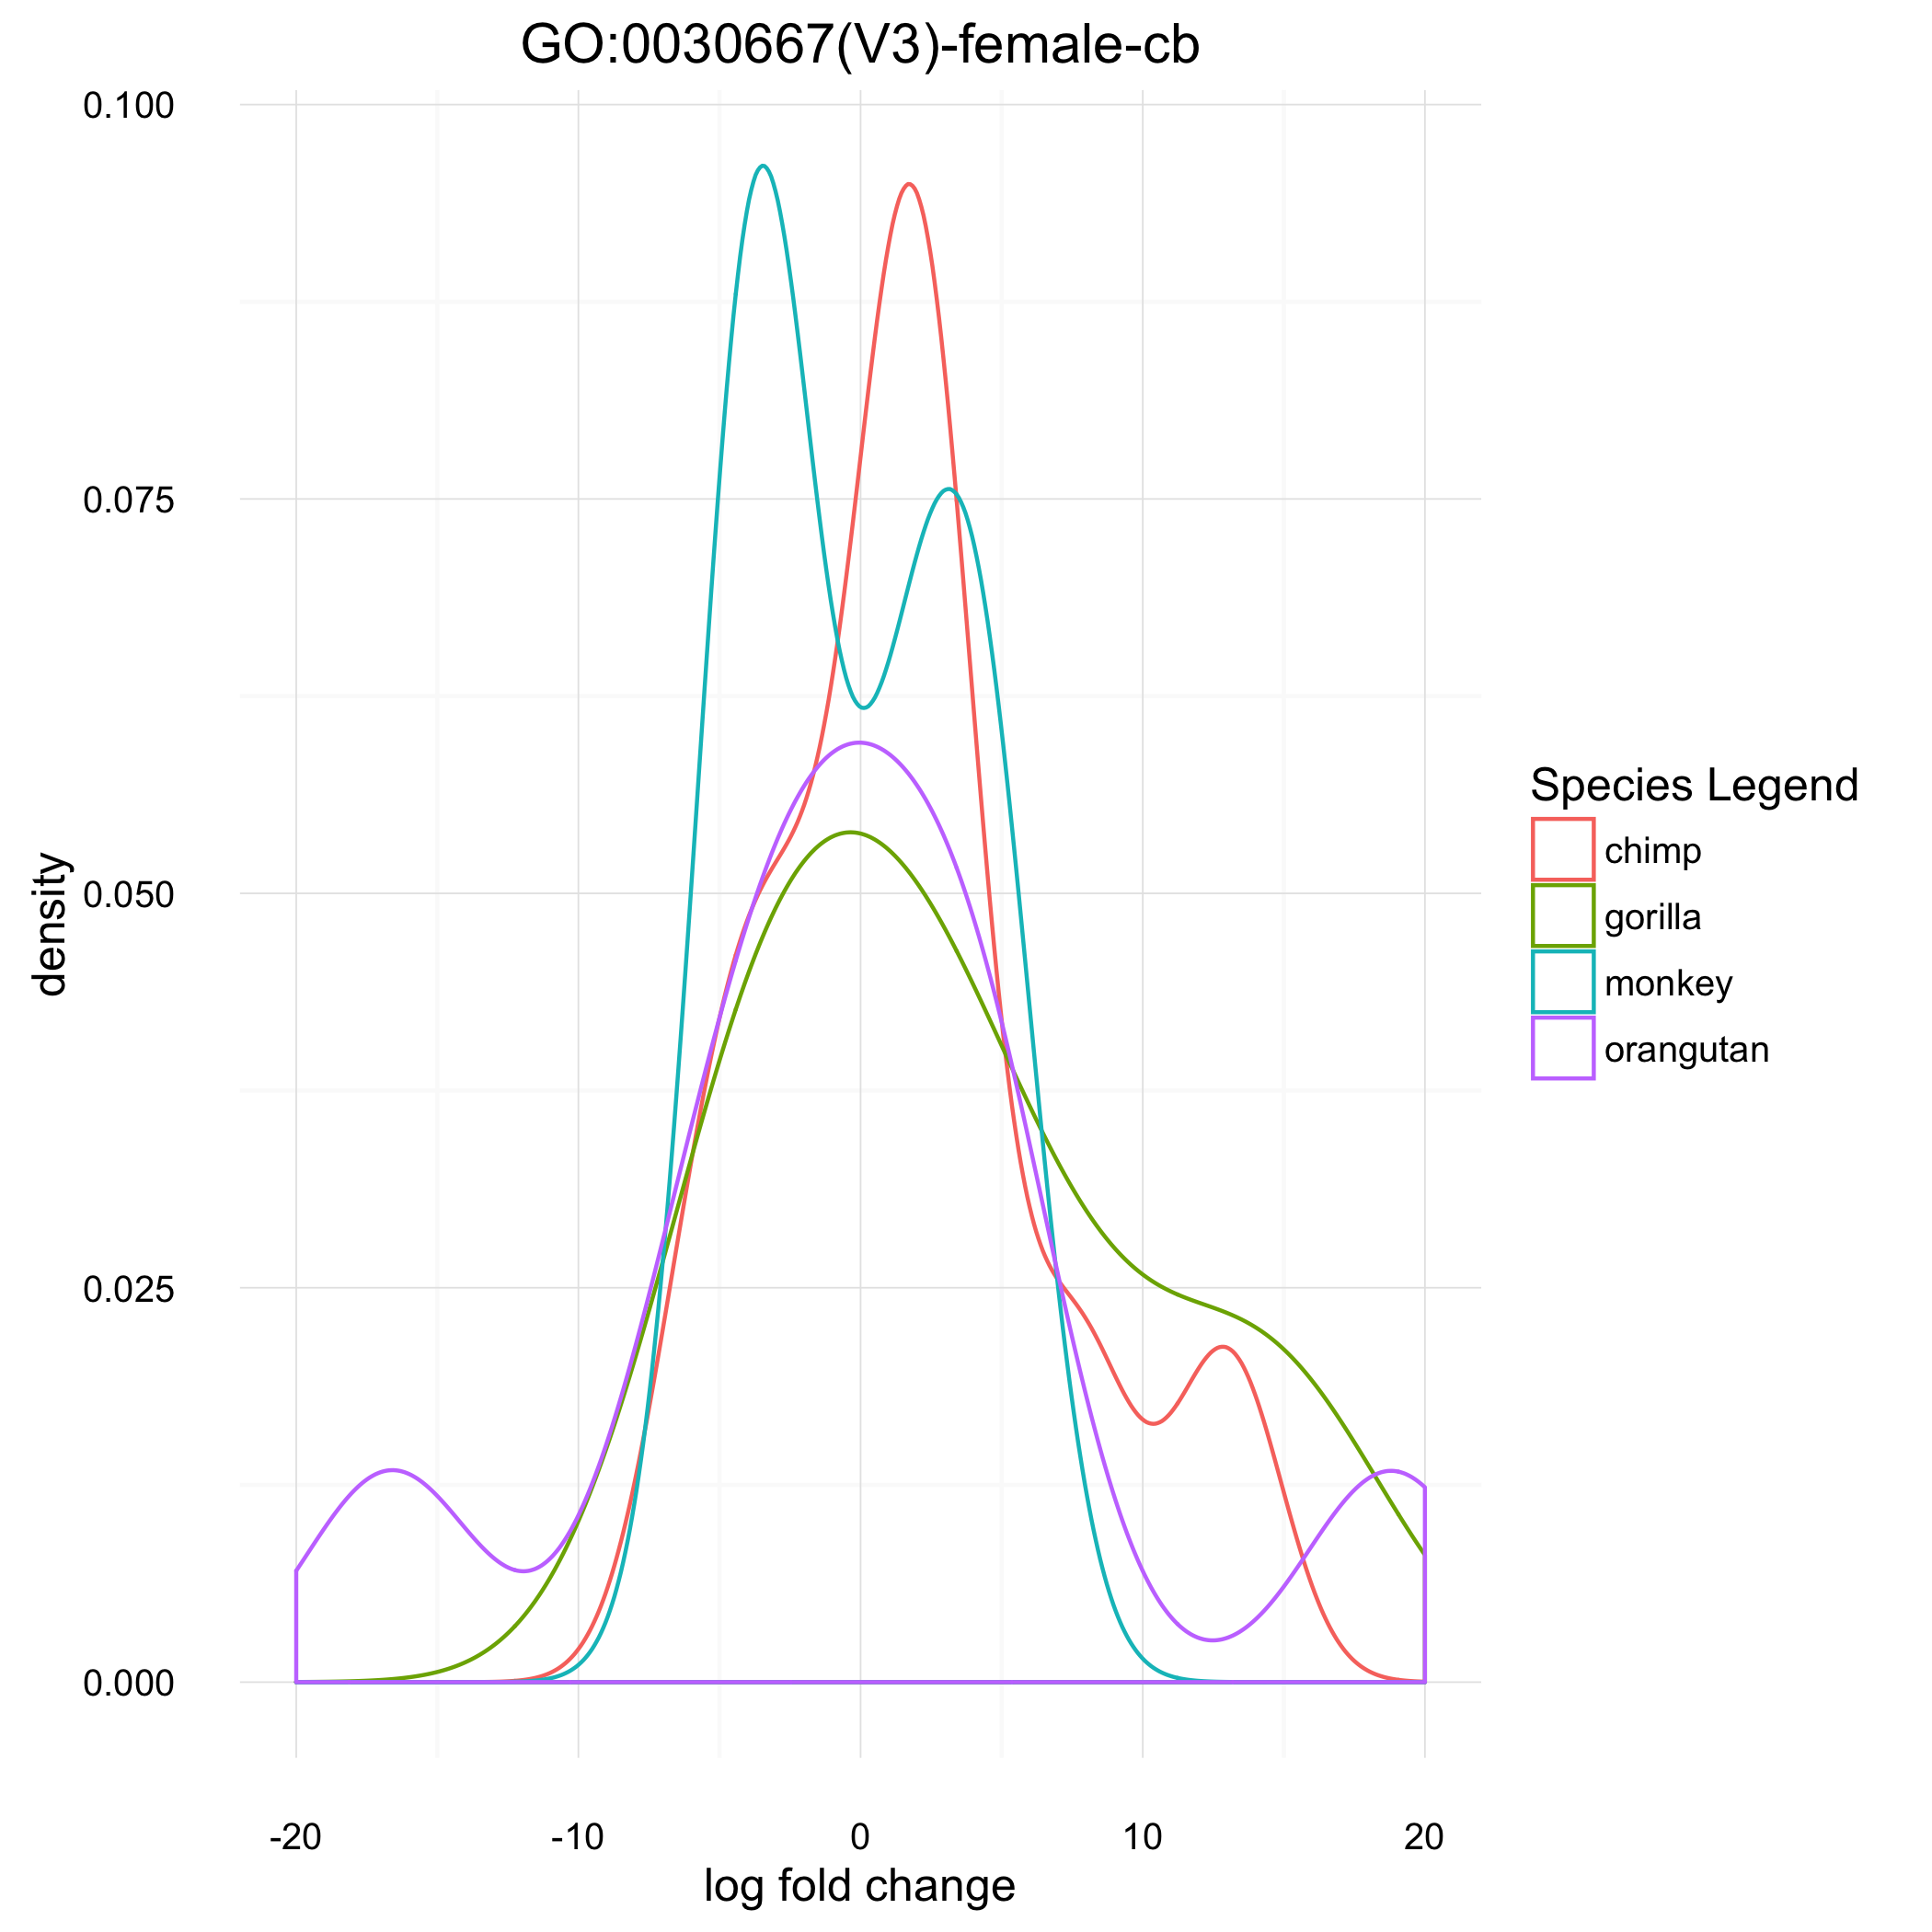 GO:0030667(V3)-female-cb
0.100
0.075
0.050
0.025
0.000
density
-20 -10 0 10 20
log fold change
Species Legend
chimp
gorilla
monkey
orangutan